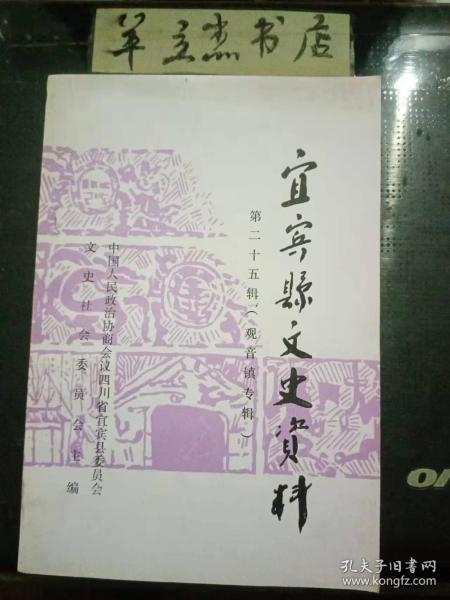 羊立杰书店
宜宾县文史资料
第二十五辑（观音镇专辑）
中国人民政治协商会议四川省宜宾县委员会
文史社会委员会主编
孔夫子旧书网
www.kongfz.com